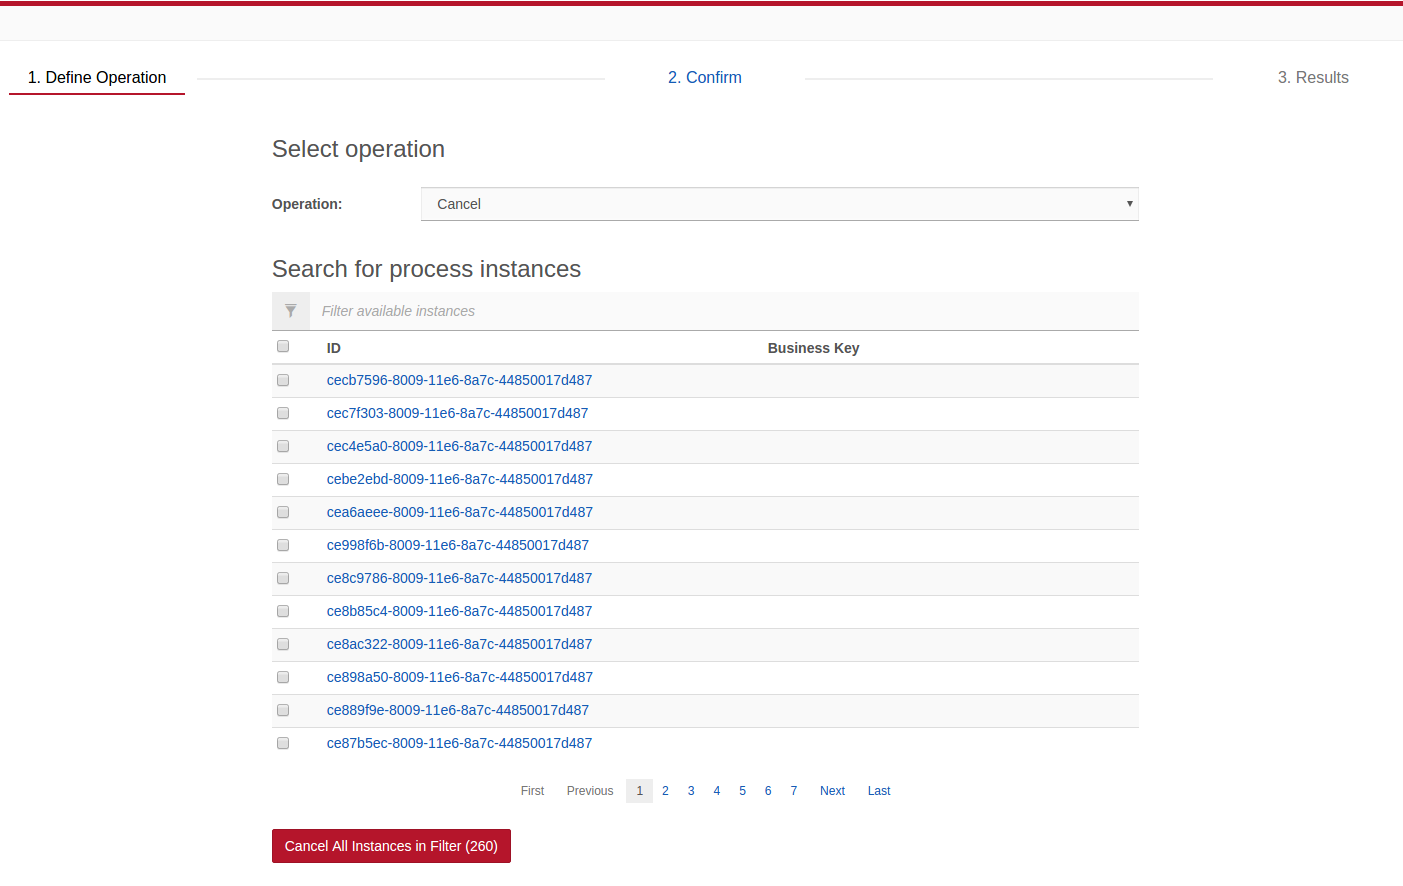 1. Define Operation 2. Confirm 3. Results
Select operation
Operation: Cancel
Search for process instances
Filter available instances
ID Business Key
cecb7596-8009-11e6-8a7c-44850017d487
cec7f303-8009-11e6-8a7c-44850017d487
cec4e5a0-8009-11e6-8a7c-44850017d487
cebe2ebd-8009-11e6-8a7c-44850017d487
cea6aeee-8009-11e6-8a7c-44850017d487
ce998f6b-8009-11e6-8a7c-44850017d487
ce8c9786-8009-11e6-8a7c-44850017d487
ce8b85c4-8009-11e6-8a7c-44850017d487
ce8ac322-8009-11e6-8a7c-44850017d487
ce898a50-8009-11e6-8a7c-44850017d487
ce889f9e-8009-11e6-8a7c-44850017d487
ce87b5ec-8009-11e6-8a7c-44850017d487
First Previous 1 2 3 4 5 6 7 Next Last
Cancel All Instances in Filter (260)